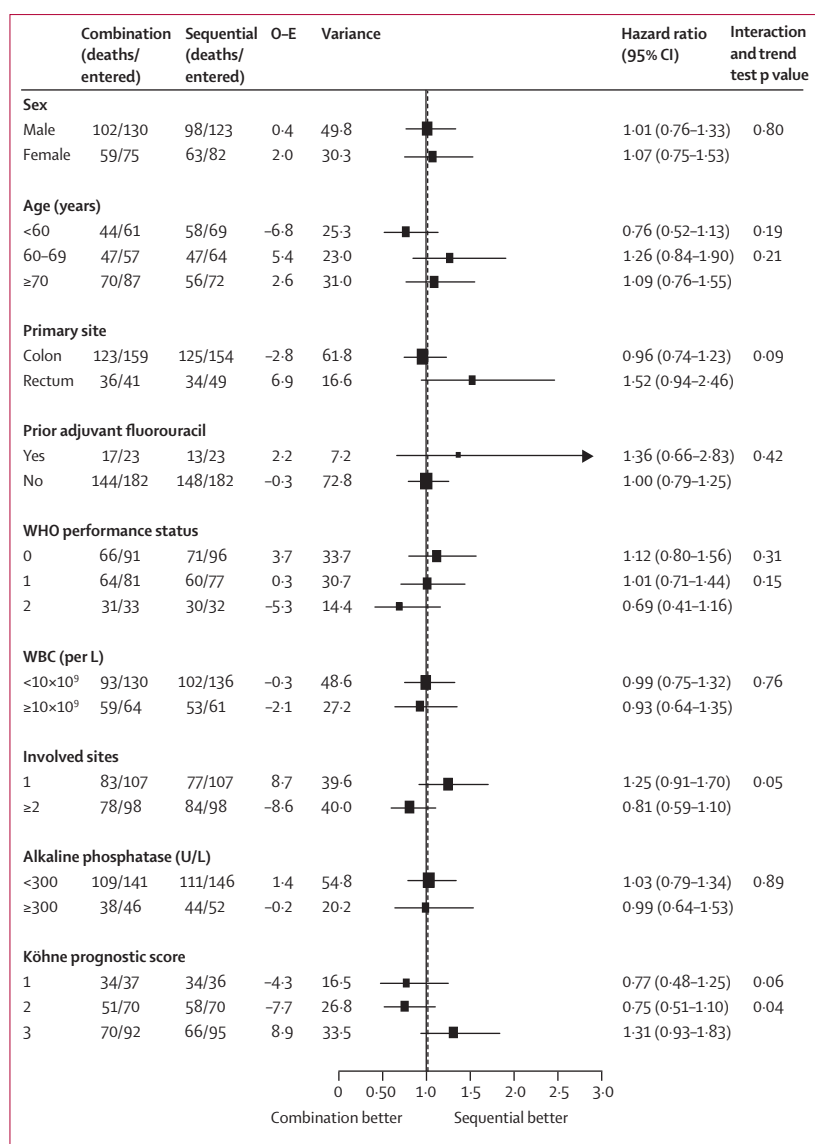 Combination (deaths/entered) Sequential (deaths/entered) O–E Variance Hazard ratio (95% CI) Interaction and trend test p value
Sex
Male 102/130 98/123 0·4 49·8 1·01 (0·76–1·33) 0·80
Female 59/75 63/82 2·0 30·3 1·07 (0·75–1·53)
Age (years)
<60 44/61 58/69 –6·8 25·3 0·76 (0·52–1·13) 0·19
60–69 47/57 47/64 5·4 23·0 1·26 (0·84–1·90) 0·21
≥70 70/87 56/72 2·6 31·0 1·09 (0·76–1·55)
Primary site
Colon 123/159 125/154 –2·8 61·8 0·96 (0·74–1·23) 0·09
Rectum 36/41 34/49 6·9 16·6 1·52 (0·94–2·46)
Prior adjuvant fluorouracil
Yes 17/23 13/23 2·2 7·2 1·36 (0·66–2·83) 0·42
No 144/182 148/182 –0·3 72·8 1·00 (0·79–1·25)
WHO performance status
0 66/91 71/96 3·7 33·7 1·12 (0·80–1·56) 0·31
1 64/81 60/77 0·3 30·7 1·01 (0·71–1·44) 0·15
2 31/33 30/32 –5·3 14·4 0·69 (0·41–1·16)
WBC (per L)
<10×10⁹ 93/130 102/136 –0·3 48·6 0·99 (0·75–1·32) 0·76
≥10×10⁹ 59/64 53/61 –2·1 27·2 0·93 (0·64–1·35)
Involved sites
1 83/107 77/107 8·7 39·6 1·25 (0·91–1·70) 0·05
≥2 78/98 84/98 –8·6 40·0 0·81 (0·59–1·10)
Alkaline phosphatase (U/L)
<300 109/141 111/146 1·4 54·8 1·03 (0·79–1·34) 0·89
≥300 38/46 44/52 –0·2 20·2 0·99 (0·64–1·53)
Köhne prognostic score
1 34/37 34/36 –4·3 16·5 0·77 (0·48–1·25) 0·06
2 51/70 58/70 –7·7 26·8 0·75 (0·51–1·10) 0·04
3 70/92 66/95 8·9 33·5 1·31 (0·93–1·83)
0 0·50 1·0 1·5 2·0 2·5 3·0
Combination better Sequential better